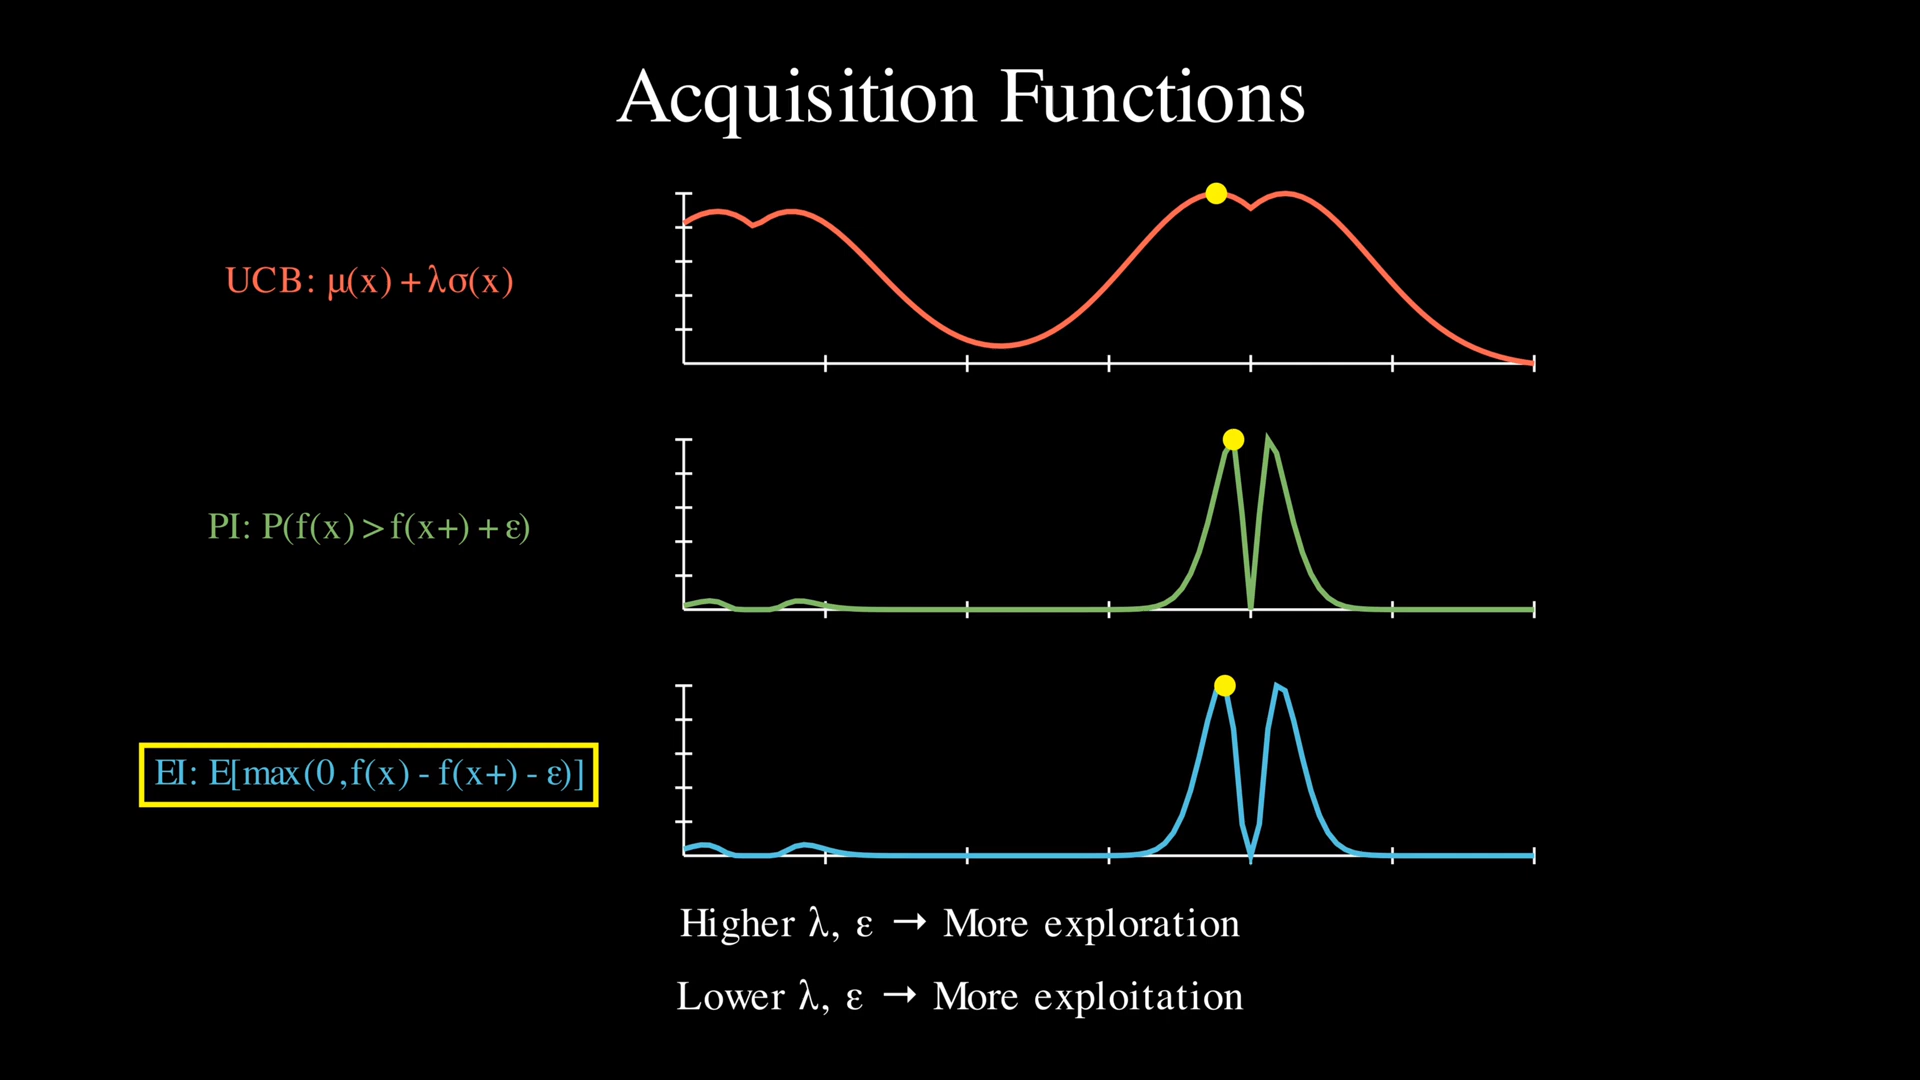 Acquisition Functions
UCB: μ(x) + λσ(x)
PI: P(f(x) > f(x+) + ε)
EI: E[max(0, f(x) - f(x+) - ε)]
Higher λ, ε → More exploration
Lower λ, ε → More exploitation